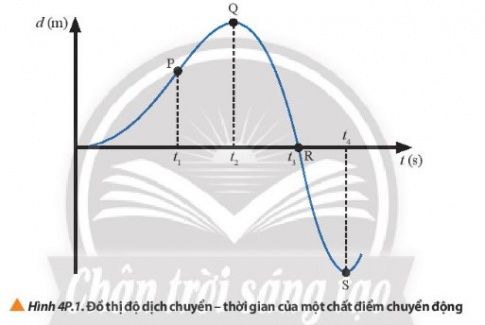 Q
d (m)
P
t₁ t₂ t₃ R t₄ t (s)
S
Chân trời sáng tạo
Hình 4P.1. Đồ thị độ dịch chuyển – thời gian của một chất điểm chuyển động